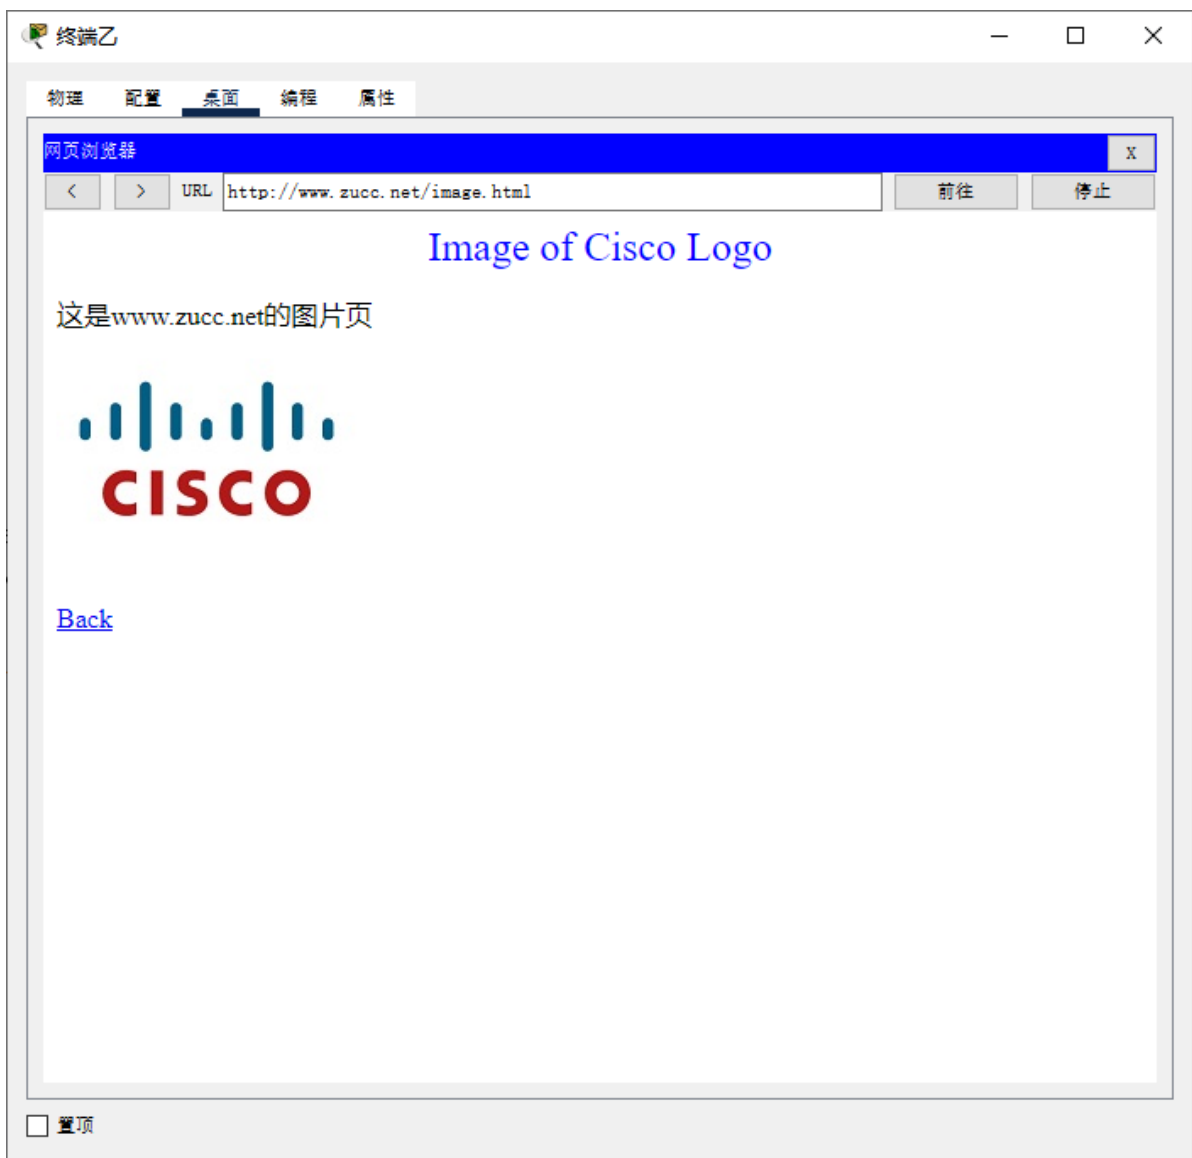 终端乙
物理 配置 桌面 编程 属性
网页浏览器 X
< > URL http://www.zucc.net/image.html 前往 停止
Image of Cisco Logo
这是www.zucc.net的图片页
CISCO
Back
置顶